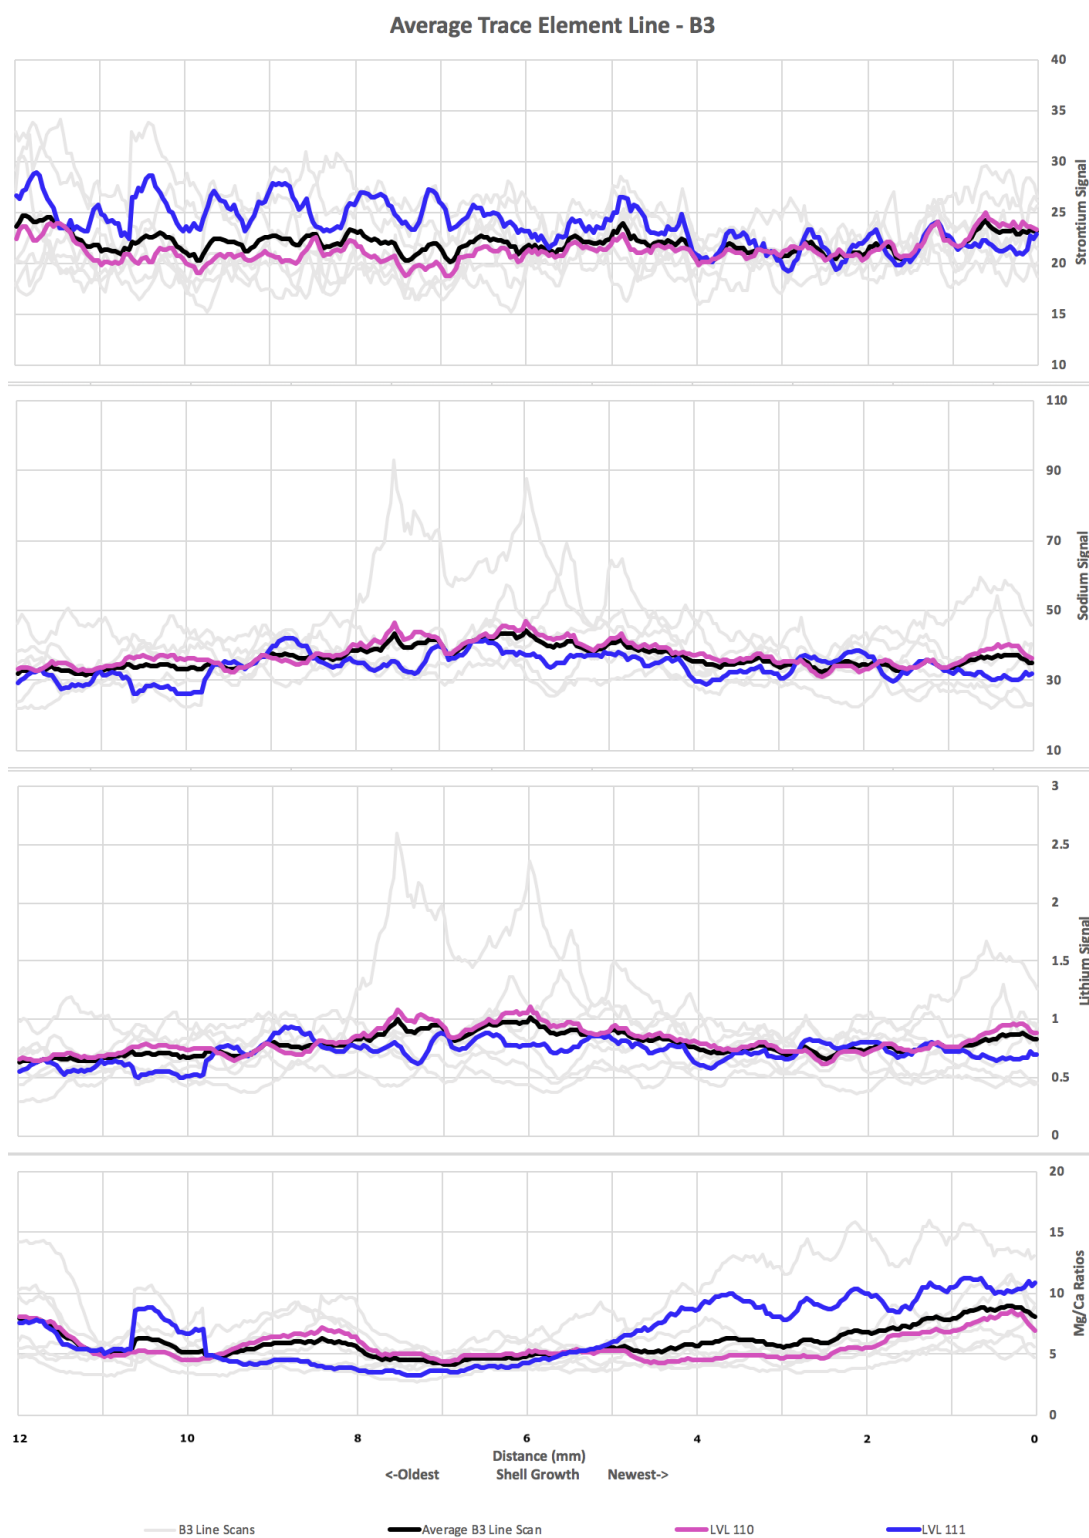 Average Trace Element Line - B3
40
35
30
25
20
15
10
Strontium Signal
110
90
70
50
30
10
Sodium Signal
3
2.5
2
1.5
1
0.5
0
Lithium Signal
20
15
10
5
0
Mg/Ca Ratios
12 10 8 6 4 2 0
Distance (mm)
<-Oldest Shell Growth Newest->
B3 Line Scans Average B3 Line Scan LVL 110 LVL 111